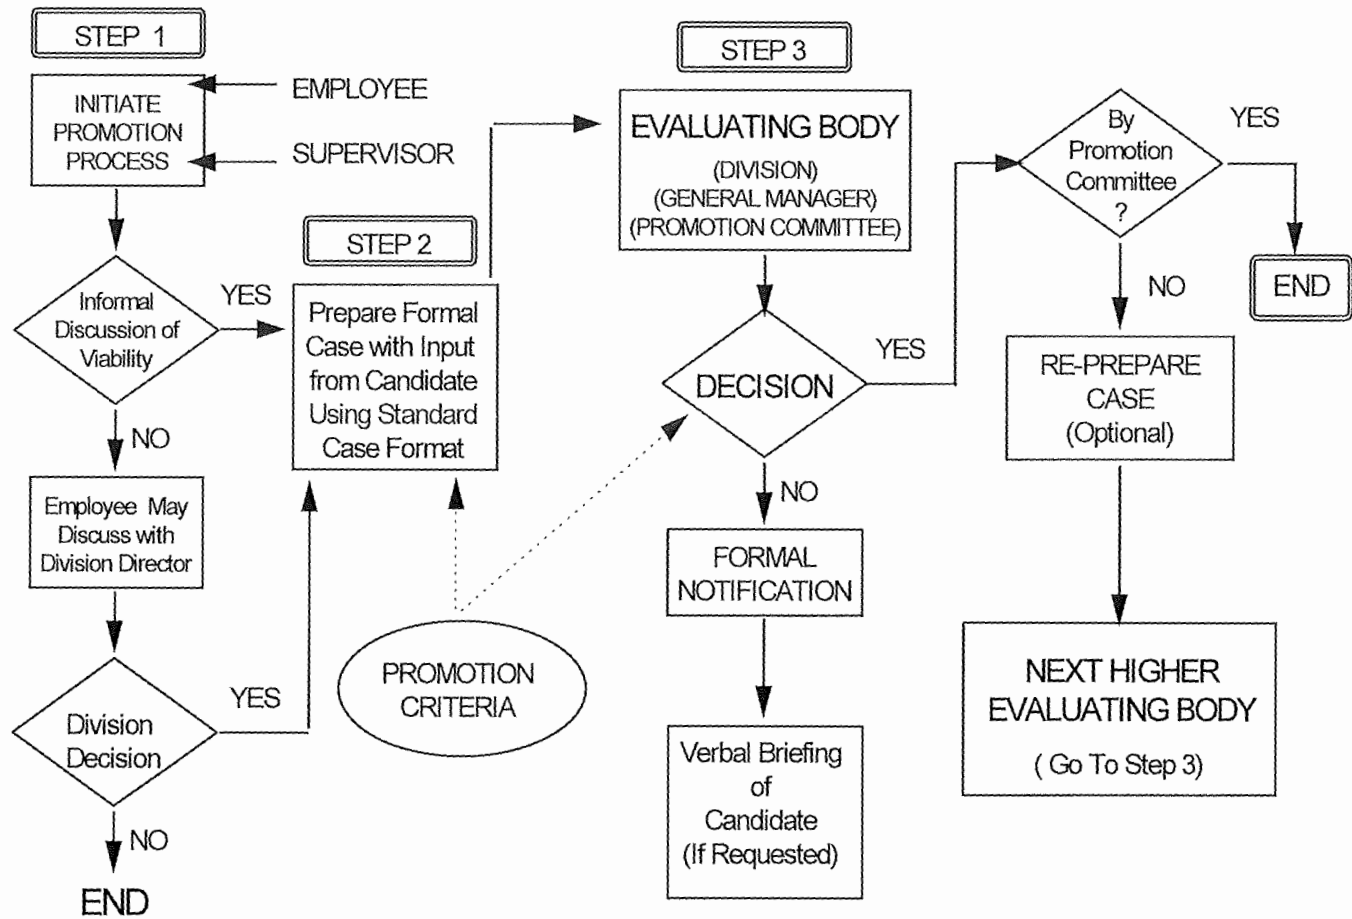 STEP 1
INITIATE
PROMOTION
PROCESS
EMPLOYEE
SUPERVISOR
Informal
Discussion of
Viability
YES
NO
Employee May
Discuss with
Division Director
Division
Decision
YES
NO
END
STEP 2
Prepare Formal
Case with Input
from Candidate
Using Standard
Case Format
PROMOTION
CRITERIA
STEP 3
EVALUATING BODY
(DIVISION)
(GENERAL MANAGER)
(PROMOTION COMMITTEE)
DECISION
YES
NO
FORMAL
NOTIFICATION
Verbal Briefing
of
Candidate
(If Requested)
By
Promotion
Committee
?
YES
END
NO
RE-PREPARE
CASE
(Optional)
NEXT HIGHER
EVALUATING BODY
( Go To Step 3)